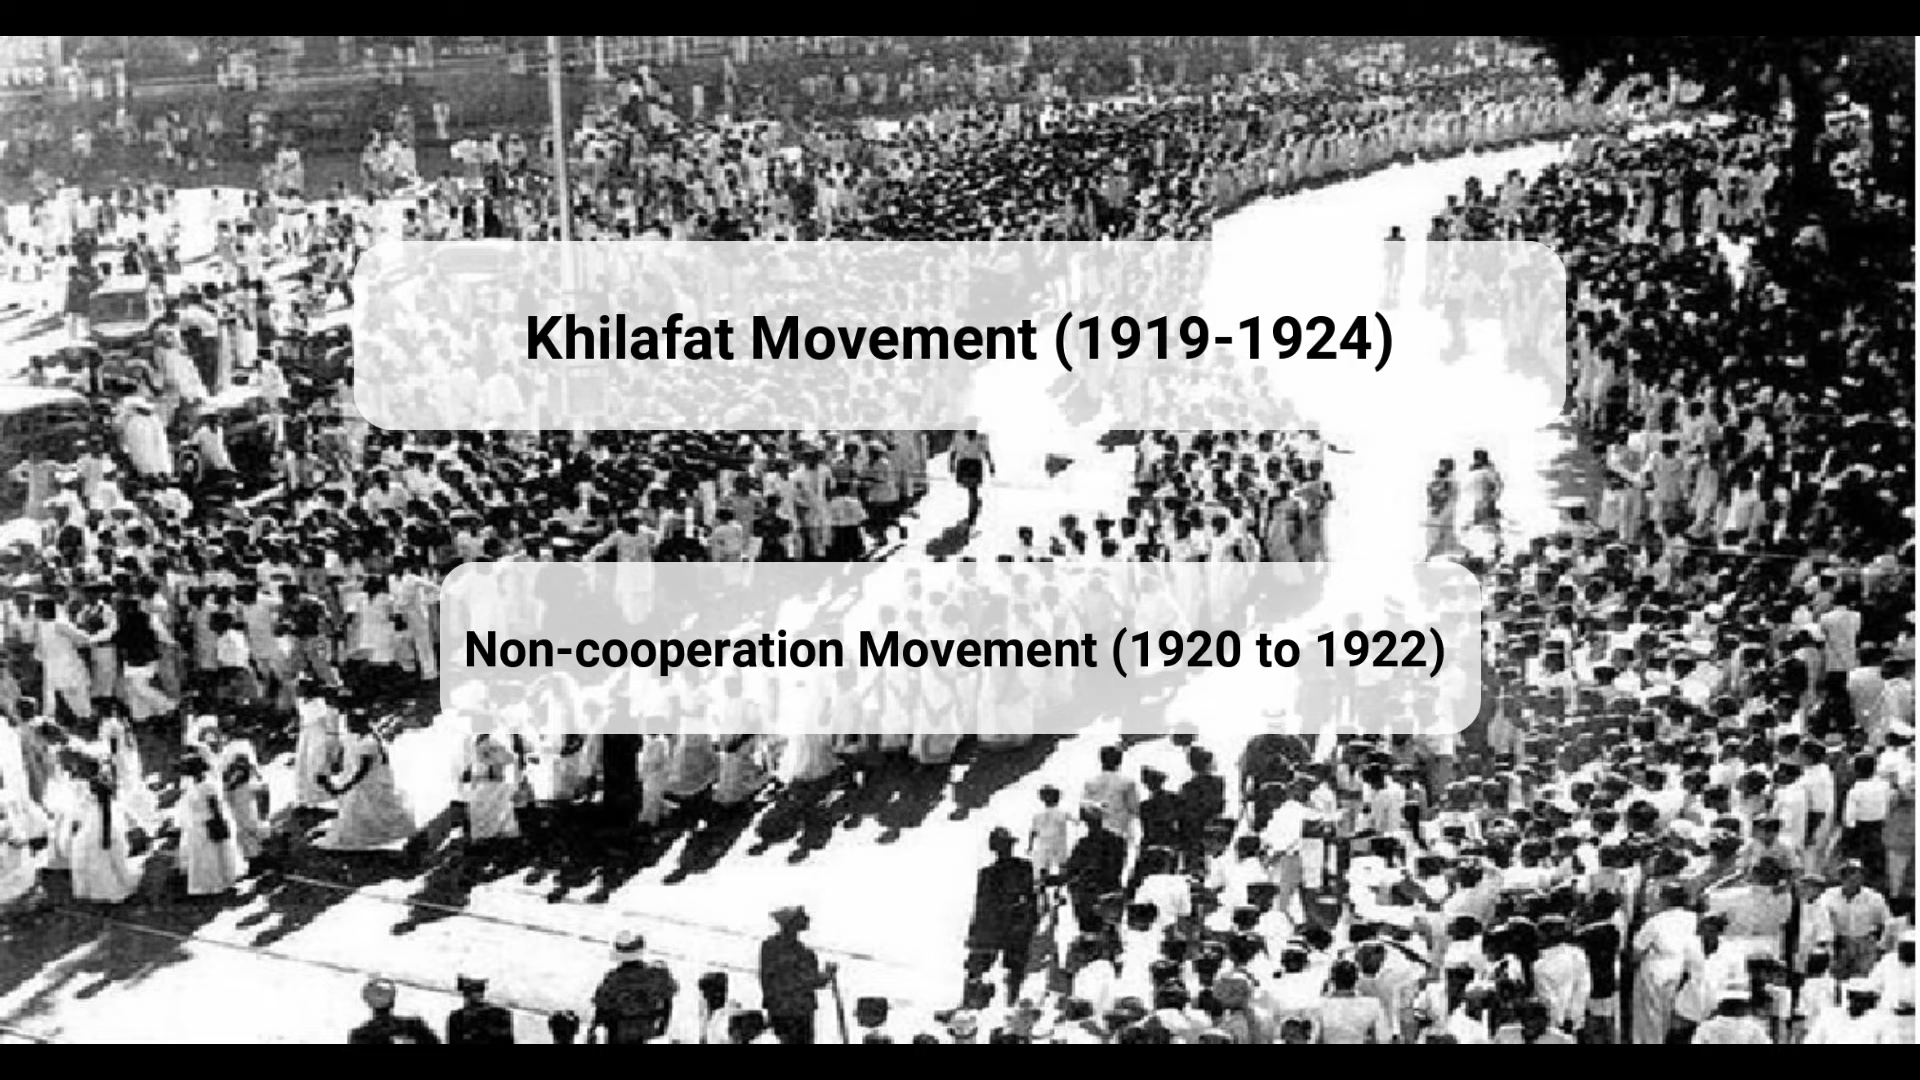 Khilafat Movement (1919-1924)
Non-cooperation Movement (1920 to 1922)